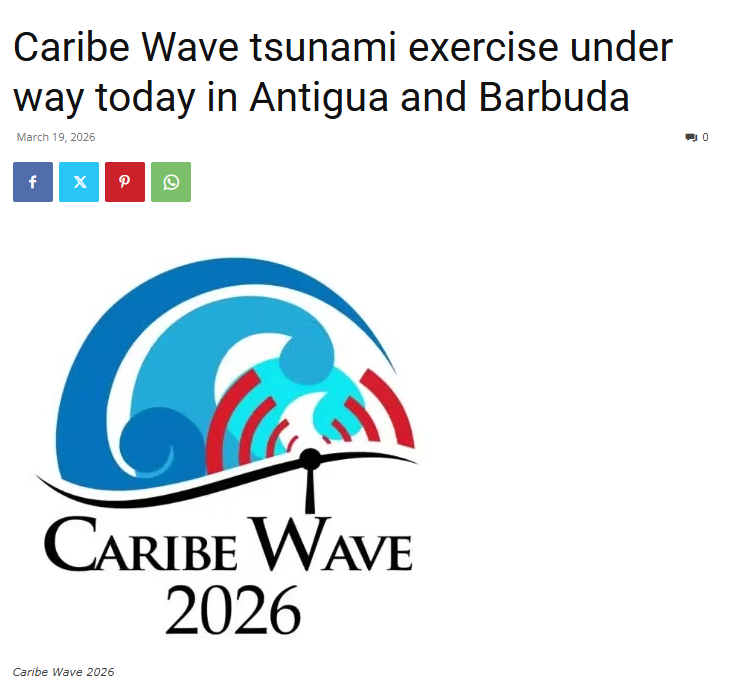 Caribe Wave tsunami exercise under
way today in Antigua and Barbuda
March 19, 2026
0
CARIBE WAVE
2026
Caribe Wave 2026